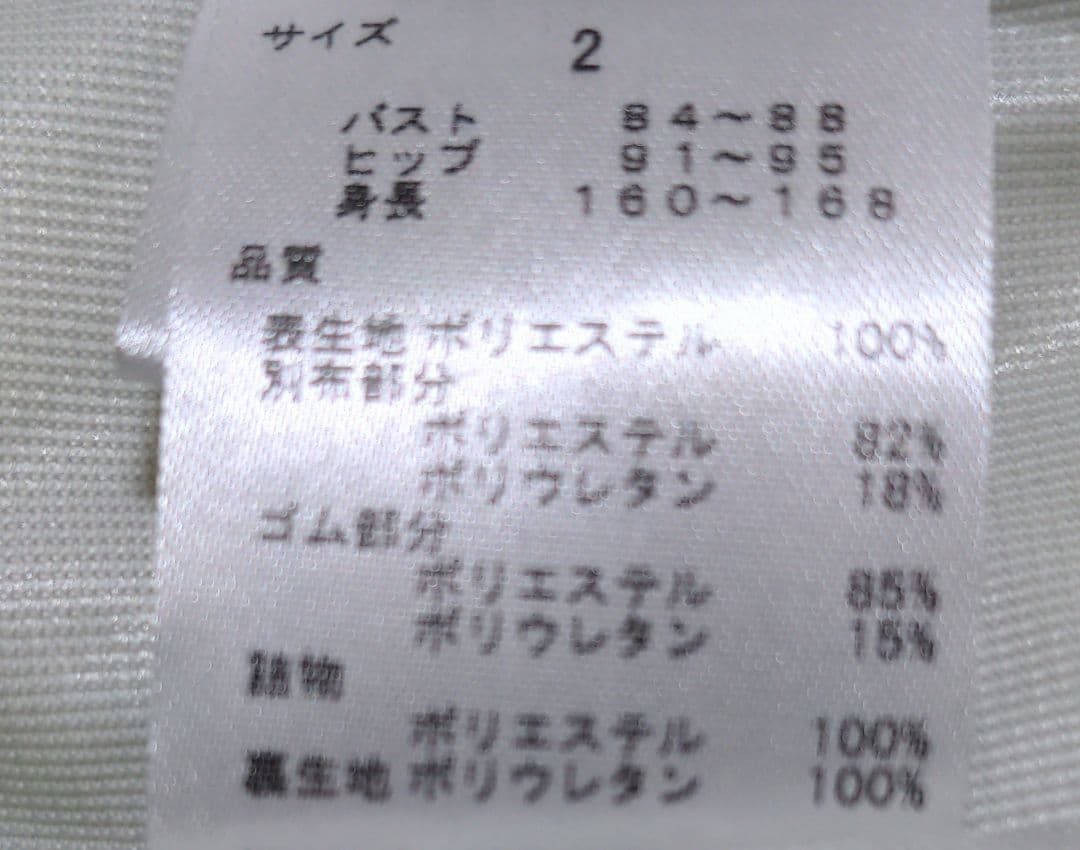 サイズ 2
バスト 84～88
ヒップ 91～95
身長 160～168
品質
表生地 ポリエステル 100%
別布部分
ポリエステル 82%
ポリウレタン 18%
ゴム部分
ポリエステル 85%
ポリウレタン 15%
詰物
ポリエステル 100%
裏生地 ポリウレタン 100%